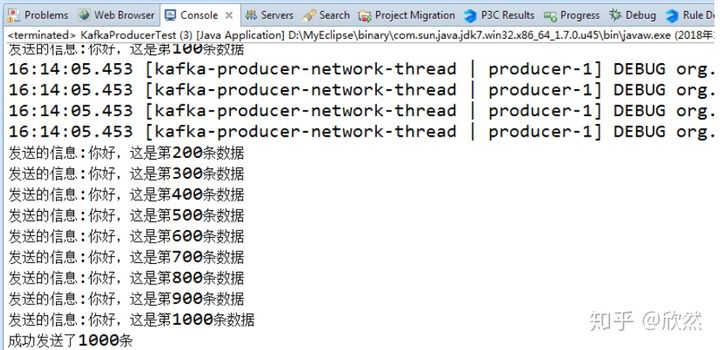 Problems Web Browser Console Servers Search Project Migration P3C Results Progress Debug Rule De
<terminated> KafkaProducerTest (3) [Java Application] D:\MyEclipse\binary\com.sun.java.jdk7.win32.x86_64_1.7.0.u45\bin\javaw.exe (2018年
发送的信息:你好，这是第100条数据
16:14:05.453 [kafka-producer-network-thread | producer-1] DEBUG org.
16:14:05.453 [kafka-producer-network-thread | producer-1] DEBUG org.
16:14:05.453 [kafka-producer-network-thread | producer-1] DEBUG org.
16:14:05.453 [kafka-producer-network-thread | producer-1] DEBUG org.
发送的信息:你好，这是第200条数据
发送的信息:你好，这是第300条数据
发送的信息:你好，这是第400条数据
发送的信息:你好，这是第500条数据
发送的信息:你好，这是第600条数据
发送的信息:你好，这是第700条数据
发送的信息:你好，这是第800条数据
发送的信息:你好，这是第900条数据
发送的信息:你好，这是第1000条数据
成功发送了1000条
知乎 @欣然